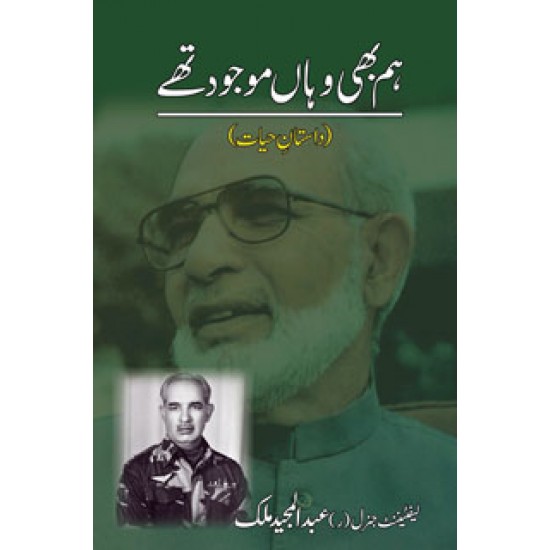 ہم بھی وہاں موجود تھے
(داستانِ حیات)
لیفٹیننٹ جنرل (ر) عبدالمجید ملک